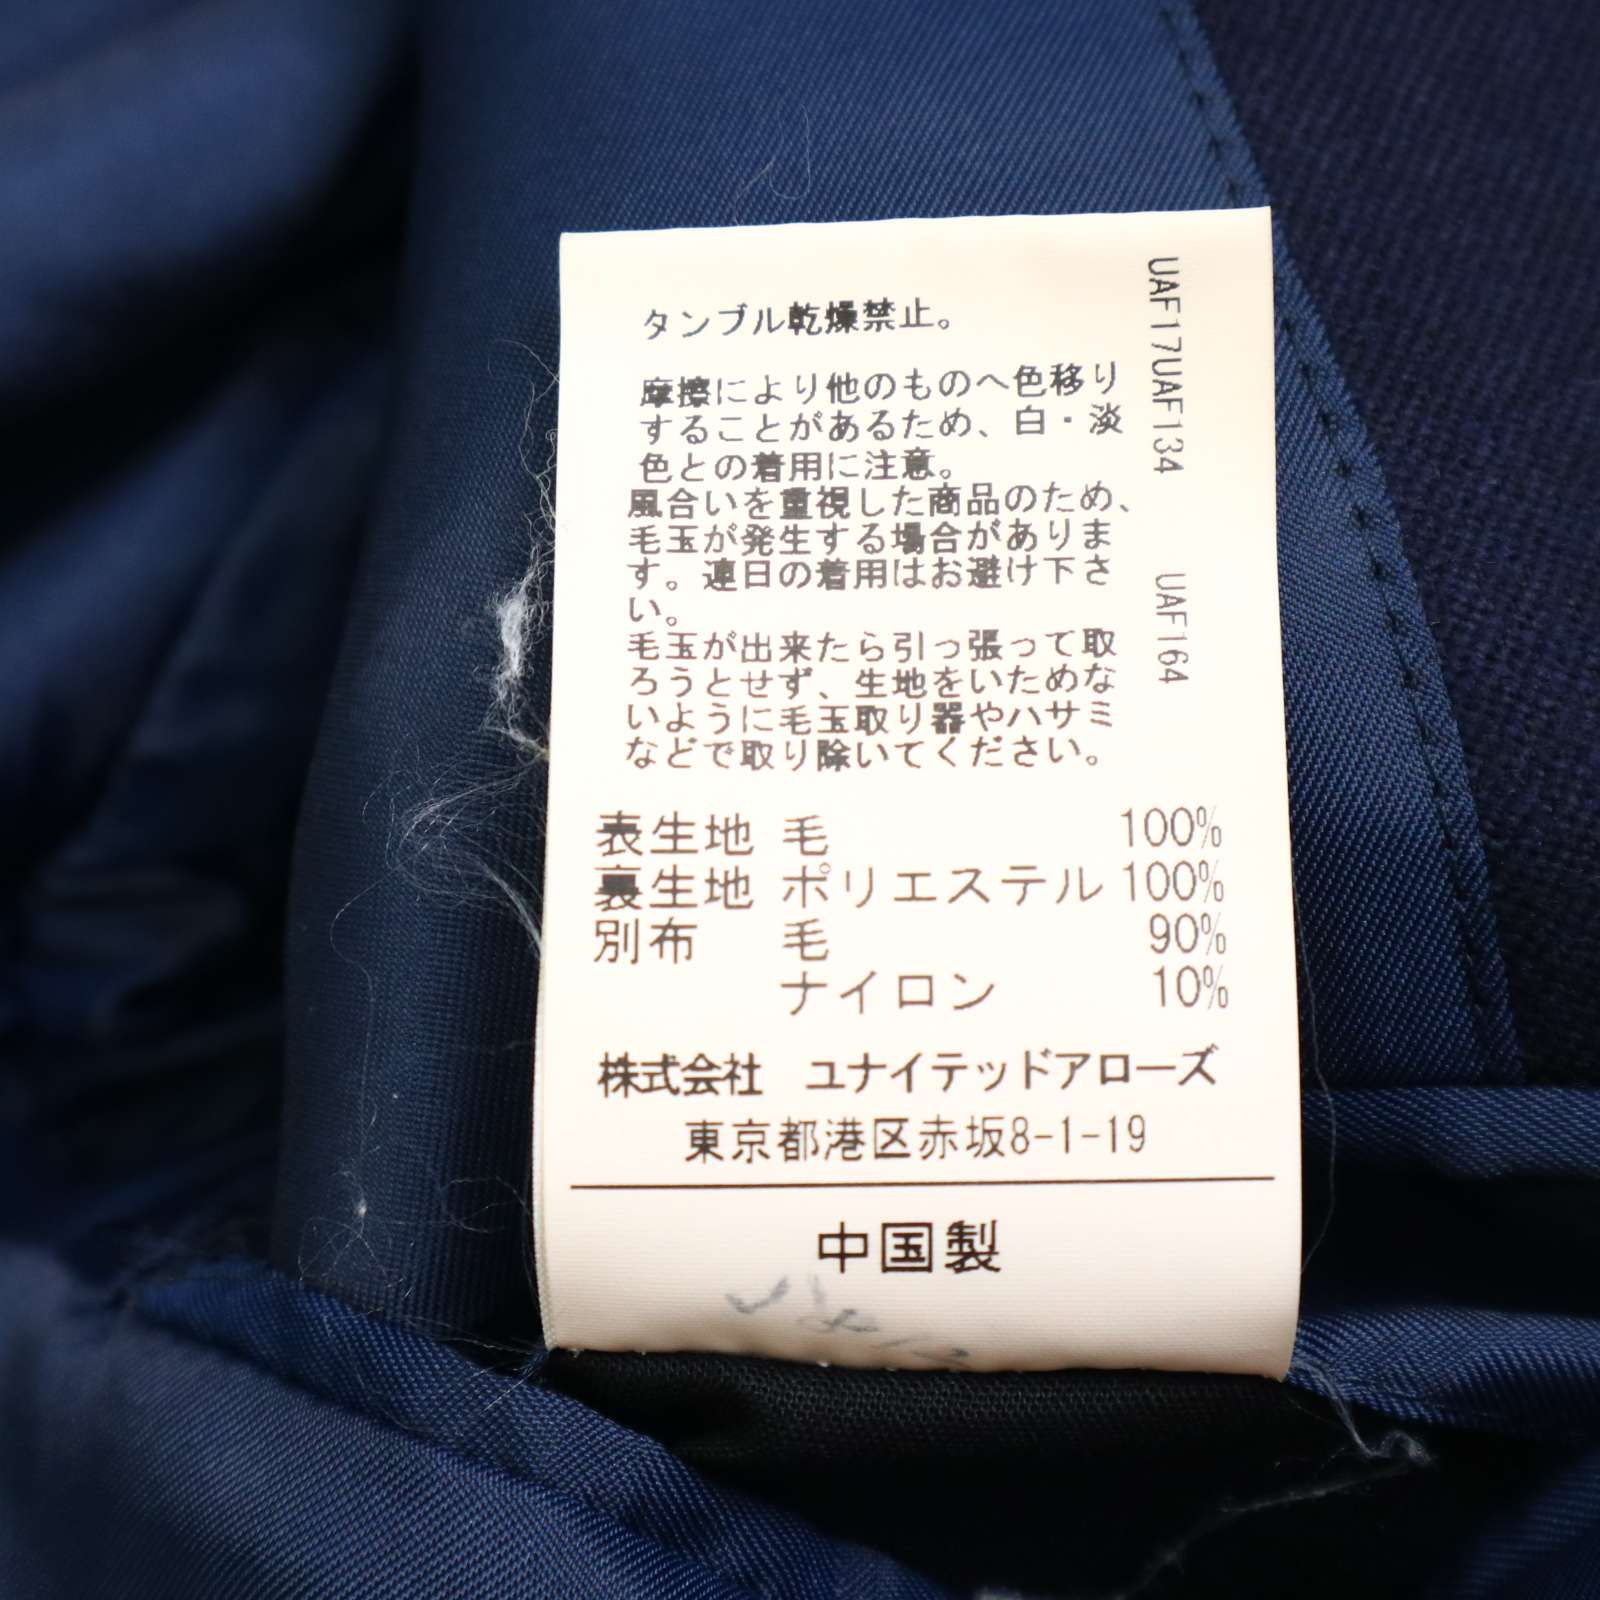 タンブル乾燥禁止。
摩擦により他のものへ色移り
することがあるため、白・淡
色との着用に注意。
風合いを重視した商品のため、
毛玉が発生する場合がありま
す。連日の着用はお避け下さ
い。
毛玉が出来たら引っ張って取
ろうとせず、生地をいためな
いように毛玉取り器やハサミ
などで取り除いてください。
表生地 毛 100%
裏生地 ポリエステル 100%
別布 毛 90%
ナイロン 10%
株式会社 ユナイテッドアローズ
東京都港区赤坂8-1-19
中国製
UAF17UAF134 UAF164